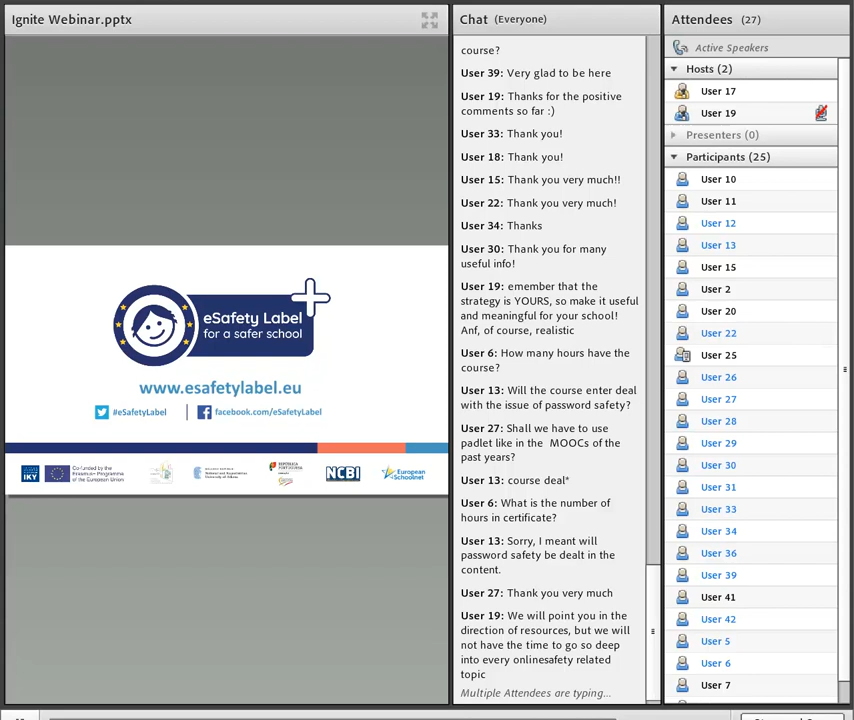 Ignite Webinar.pptx
eSafety Label
for a safer school
www.esafetylabel.eu
#eSafetyLabel
facebook.com/eSafetyLabel
IKY
Co-funded by the
Erasmus+ Programme
of the European Union
NCBI
European
Schoolnet
Chat (Everyone)
course?
User 39: Very glad to be here
User 19: Thanks for the positive
comments so far :)
User 33: Thank you!
User 18: Thank you!
User 15: Thank you very much!!
User 22: Thank you very much!
User 34: Thanks
User 30: Thank you for many
useful info!
User 19: emember that the
strategy is YOURS, so make it useful
and meaningful for your school!
Anf, of course, realistic
User 6: How many hours have the
course?
User 13: Will the course enter deal
with the issue of password safety?
User 27: Shall we have to use
padlet like in the MOOCs of the
past years?
User 13: course deal*
User 6: What is the number of
hours in certificate?
User 13: Sorry, I meant will
password safety be dealt in the
content.
User 27: Thank you very much
User 19: We will point you in the
direction of resources, but we will
not have the time to go so deep
into every onlinesafety related
topic
Multiple Attendees are typing...
Attendees (27)
Active Speakers
Hosts (2)
User 17
User 19
Presenters (0)
Participants (25)
User 10
User 11
User 12
User 13
User 15
User 2
User 20
User 22
User 25
User 26
User 27
User 28
User 29
User 30
User 31
User 33
User 34
User 36
User 39
User 41
User 42
User 5
User 6
User 7